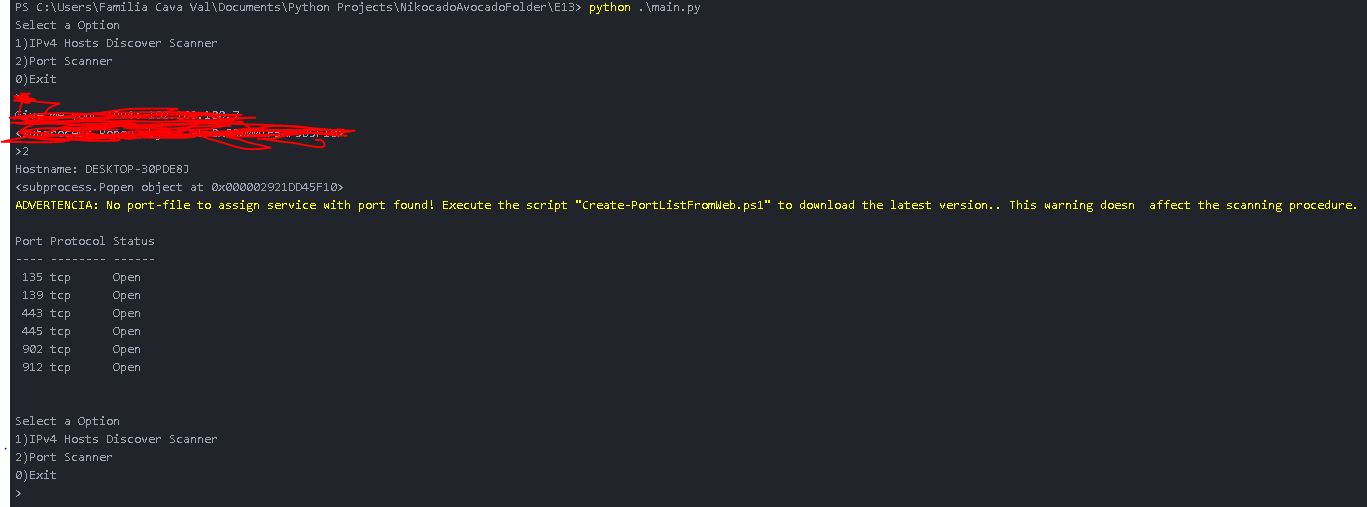 PS C:\Users\Familia Cava Val\Documents\Python Projects\NikocadoAvocadoFolder\E13> python .\main.py
Select a Option
1)IPv4 Hosts Discover Scanner
2)Port Scanner
0)Exit
>2
Hostname: DESKTOP-30PDE8J
<subprocess.Popen object at 0x000002921DD45F10>
ADVERTENCIA: No port-file to assign service with port found! Execute the script "Create-PortListFromWeb.ps1" to download the latest version.. This warning doesn  affect the scanning procedure.
Port Protocol Status
---- -------- ------
135 tcp Open
139 tcp Open
443 tcp Open
445 tcp Open
902 tcp Open
912 tcp Open
Select a Option
1)IPv4 Hosts Discover Scanner
2)Port Scanner
0)Exit
>